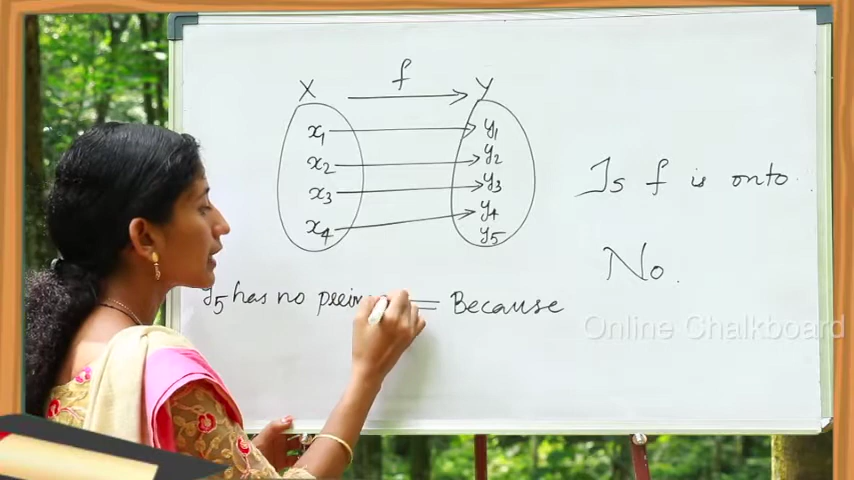 X f Y
x1 y1
x2 y2
x3 y3
x4 y4
y5
Is f is onto
No.
y5 has no = Because
Online Chalkboard